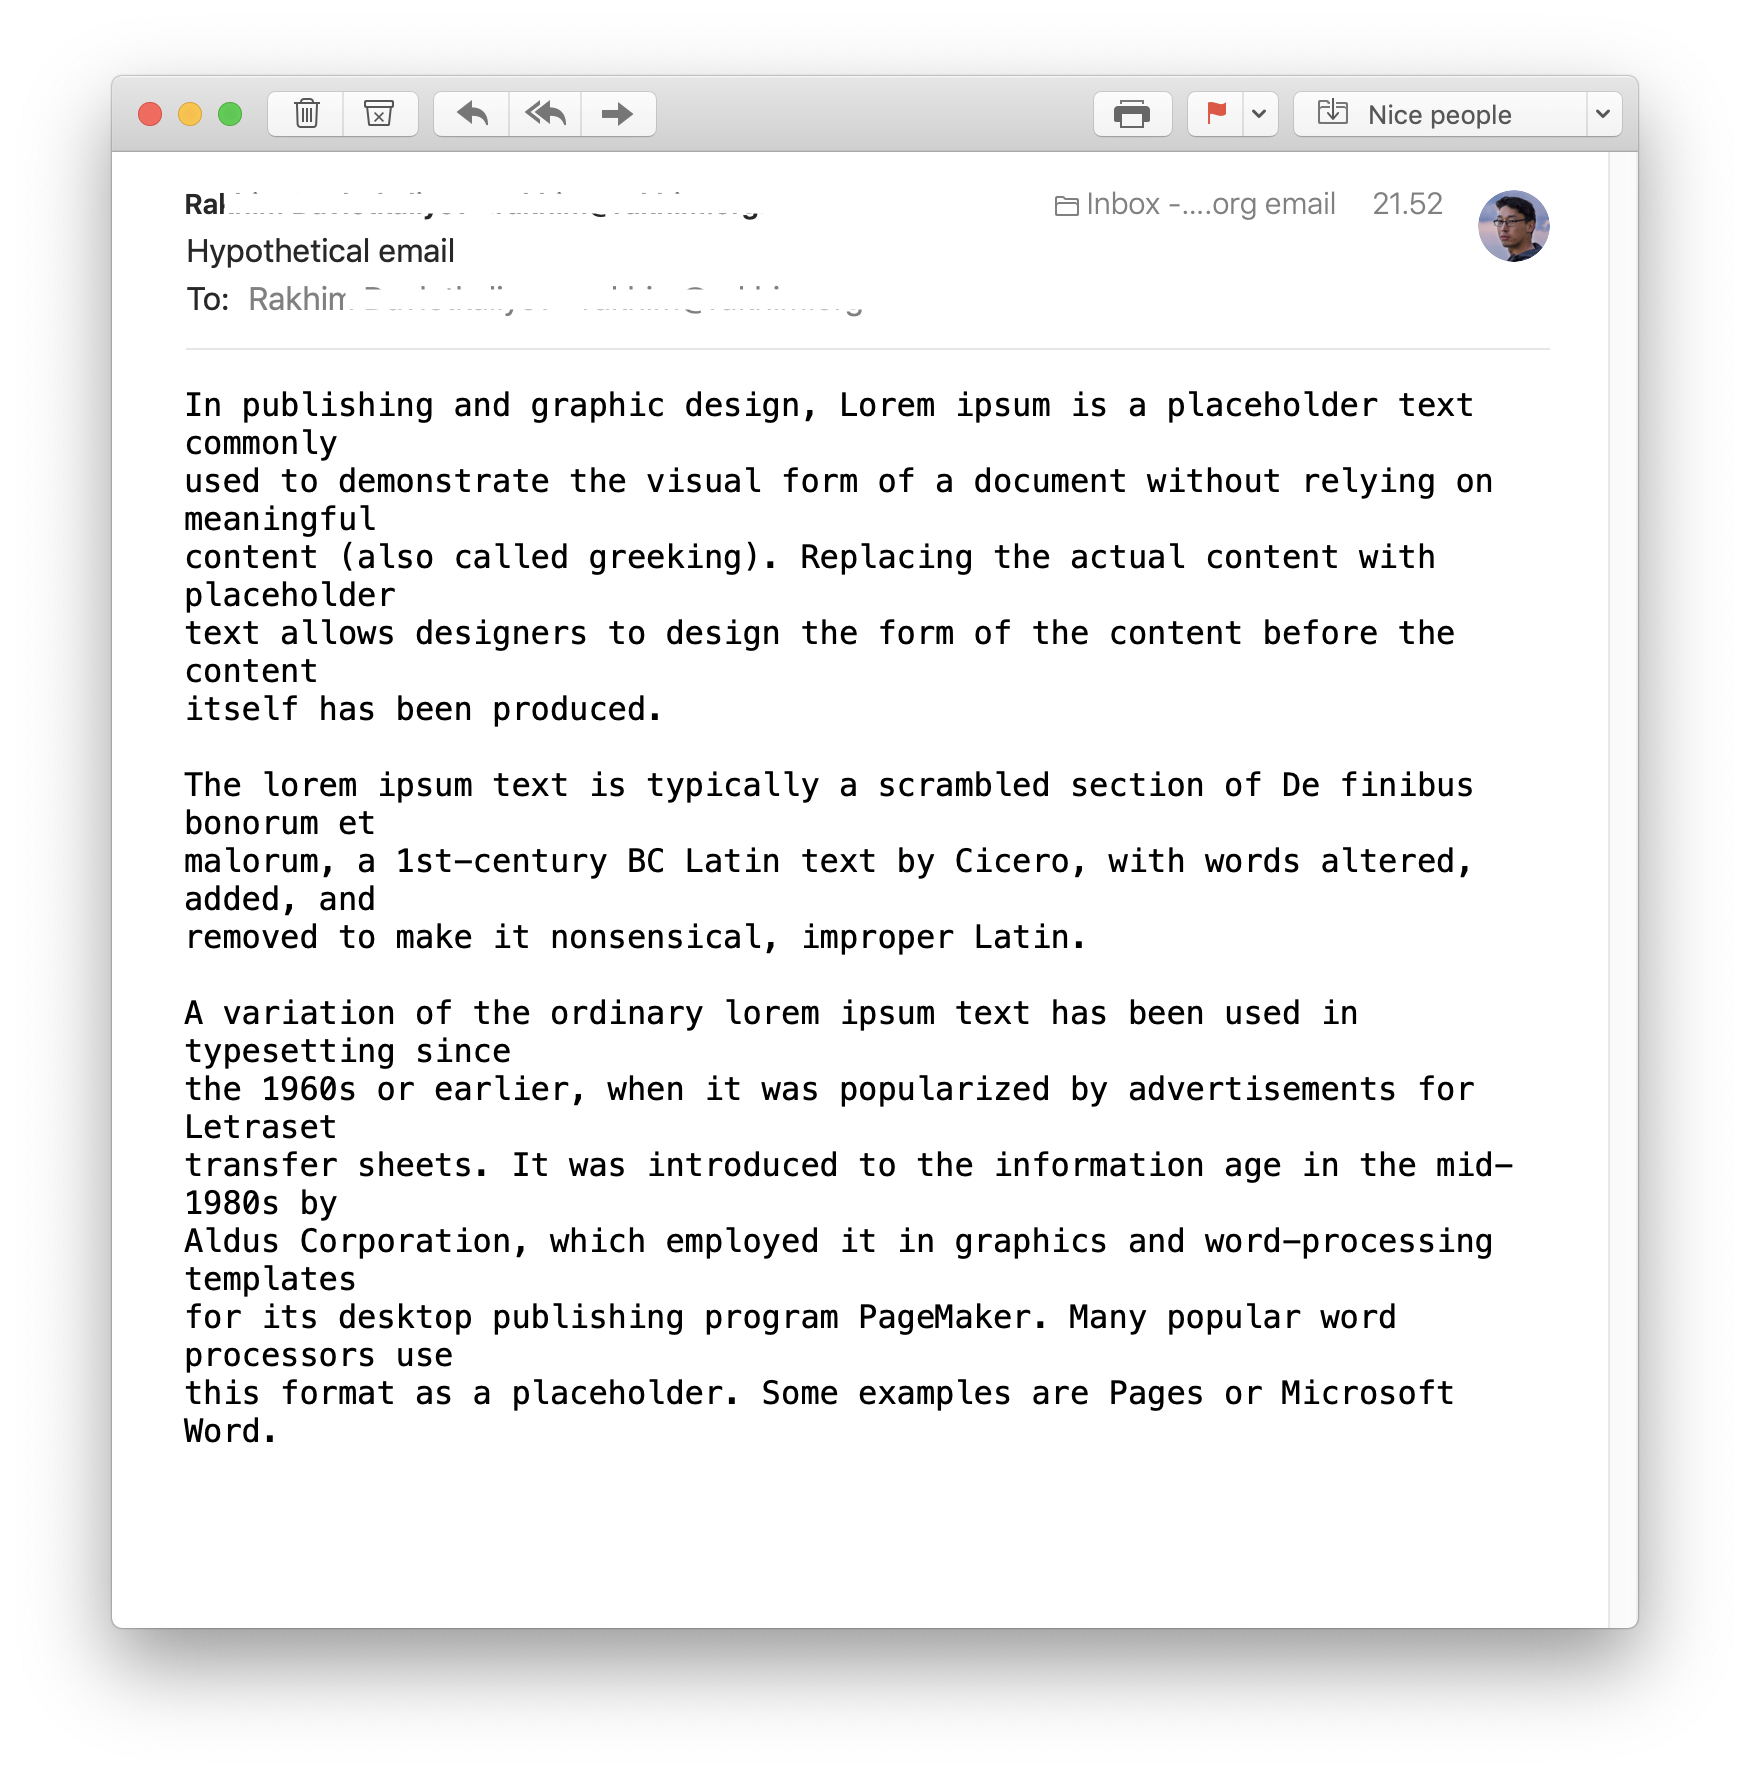 Nice people
Inbox -....org email 21.52
Hypothetical email
To: Rakhim
In publishing and graphic design, Lorem ipsum is a placeholder text
commonly
used to demonstrate the visual form of a document without relying on
meaningful
content (also called greeking). Replacing the actual content with
placeholder
text allows designers to design the form of the content before the
content
itself has been produced.
The lorem ipsum text is typically a scrambled section of De finibus
bonorum et
malorum, a 1st-century BC Latin text by Cicero, with words altered,
added, and
removed to make it nonsensical, improper Latin.
A variation of the ordinary lorem ipsum text has been used in
typesetting since
the 1960s or earlier, when it was popularized by advertisements for
Letraset
transfer sheets. It was introduced to the information age in the mid-
1980s by
Aldus Corporation, which employed it in graphics and word-processing
templates
for its desktop publishing program PageMaker. Many popular word
processors use
this format as a placeholder. Some examples are Pages or Microsoft
Word.